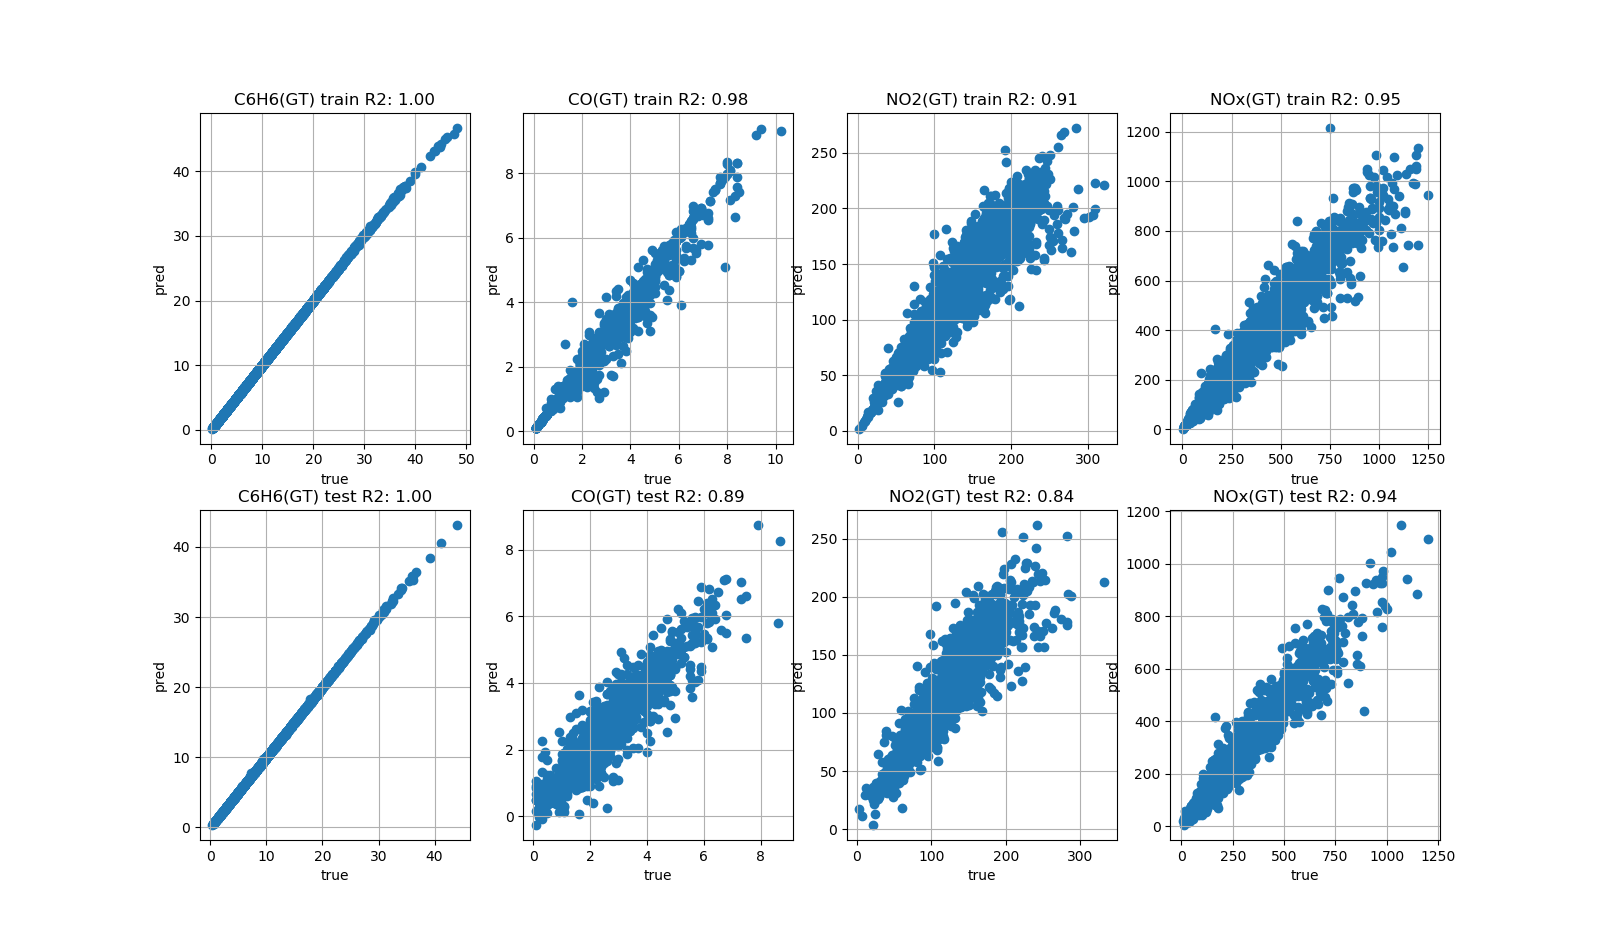 C6H6(GT) train R2: 1.00
CO(GT) train R2: 0.98
NO2(GT) train R2: 0.91
NOx(GT) train R2: 0.95
pred
40
30
20
10
0
0 10 20 30 40 50
true
pred
8
6
4
2
0
0 2 4 6 8 10
true
pred
250
200
150
100
50
0
0 100 200 300
true
pred
1200
1000
800
600
400
200
0
0 250 500 750 1000 1250
true
C6H6(GT) test R2: 1.00
CO(GT) test R2: 0.89
NO2(GT) test R2: 0.84
NOx(GT) test R2: 0.94
pred
40
30
20
10
0
0 10 20 30 40
true
pred
8
6
4
2
0
0 2 4 6 8
true
pred
250
200
150
100
50
0
0 100 200 300
true
pred
1200
1000
800
600
400
200
0
0 250 500 750 1000 1250
true